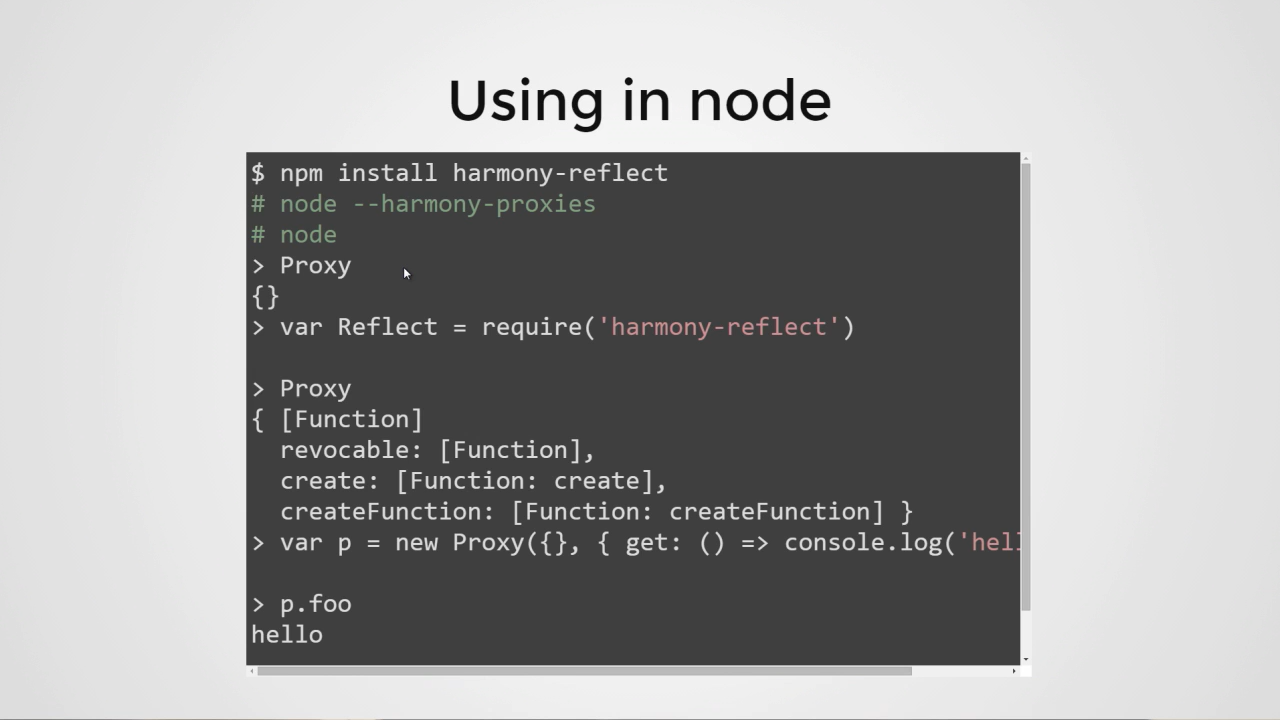 Using in node
$ npm install harmony-reflect
# node --harmony-proxies
# node
> Proxy
{}
> var Reflect = require('harmony-reflect')
> Proxy
{ [Function]
  revocable: [Function],
  create: [Function: create],
  createFunction: [Function: createFunction] }
> var p = new Proxy({}, { get: () => console.log('hell
> p.foo
hello